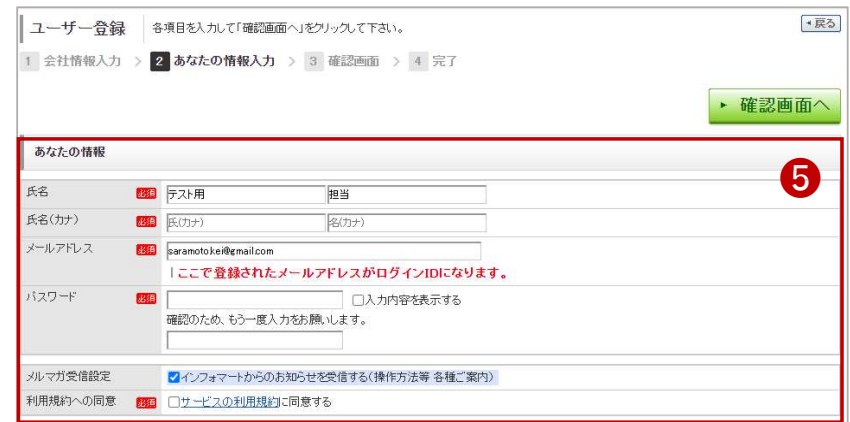 ユーザー登録 各項目を入力して「確認画面へ」をクリックして下さい。 戻る
1 会社情報入力 > 2 あなたの情報入力 > 3 確認画面 > 4 完了
確認画面へ
あなたの情報
5
氏名 必須 テスト用 担当
氏名(カナ) 必須 氏(カナ) 名(カナ)
メールアドレス 必須 saramotokei@gmail.com
ここで登録されたメールアドレスがログインIDになります。
パスワード 必須 入力内容を表示する
確認のため、もう一度入力をお願いします。
メルマガ受信設定 インフォマートからのお知らせを受信する(操作方法等 各種ご案内)
利用規約への同意 必須 サービスの利用規約に同意する